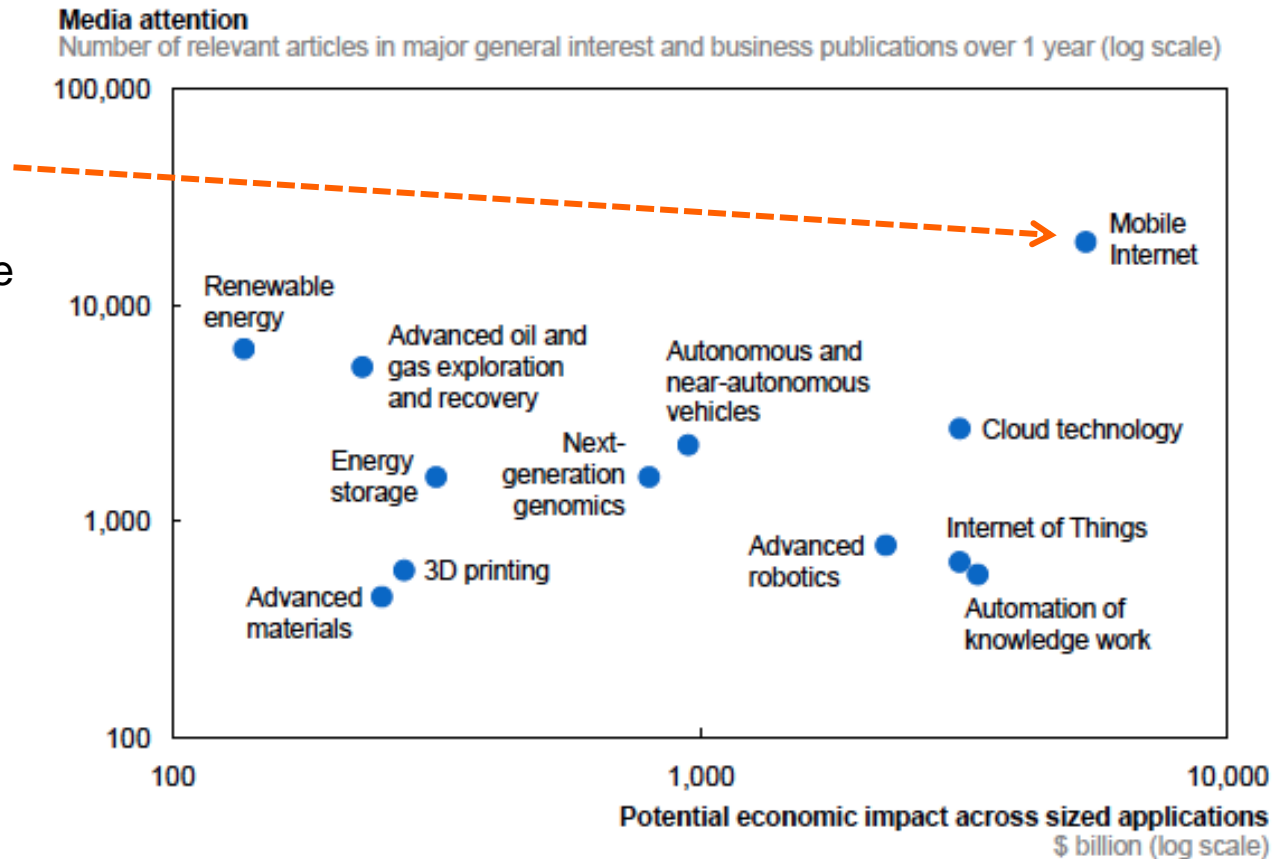 Media attention
Number of relevant articles in major general interest and business publications over 1 year (log scale)
100,000
Mobile
Internet
e
Renewable
energy
10,000
Advanced oil and
gas exploration
and recovery
Autonomous and
near-autonomous
vehicles
Cloud technology
Next-
generation
genomics
Energy
storage
1,000
Internet of Things
Advanced
robotics
3D printing
Advanced
materials
Automation of
knowledge work
100
100
1,000
10,000
Potential economic impact across sized applications
$ billion (log scale)